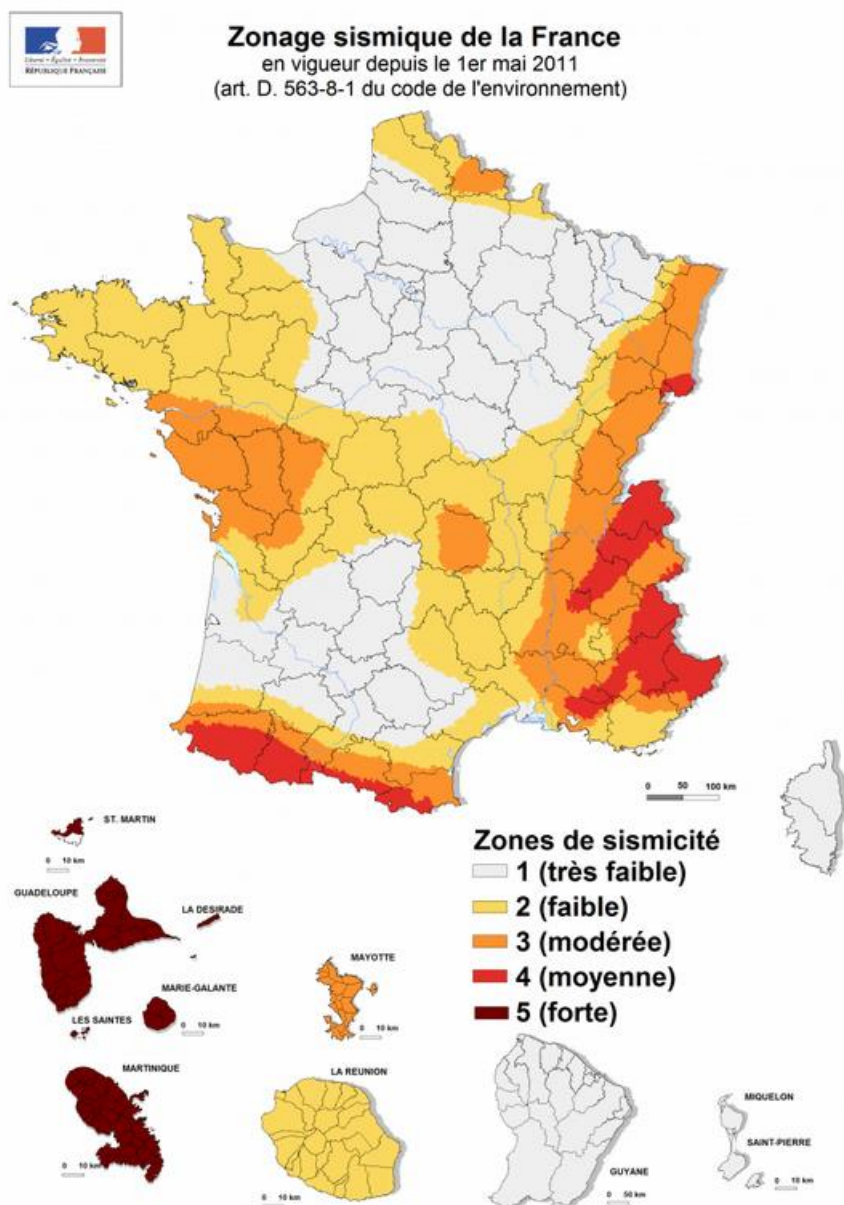 Liberté • Égalité • Fraternité
RÉPUBLIQUE FRANÇAISE
Zonage sismique de la France
en vigueur depuis le 1er mai 2011
(art. D. 563-8-1 du code de l'environnement)
0 50 100 km
ST. MARTIN
0 10 km
GUADELOUPE
LA DESIRADE
MARIE-GALANTE
LES SAINTES
0 10 km
MAYOTTE
0 10 km
Zones de sismicité
1 (très faible)
2 (faible)
3 (modérée)
4 (moyenne)
5 (forte)
MARTINIQUE
0 10 km
LA REUNION
0 10 km
GUYANE
0 50 km
MIQUELON
SAINT-PIERRE
0 10 km